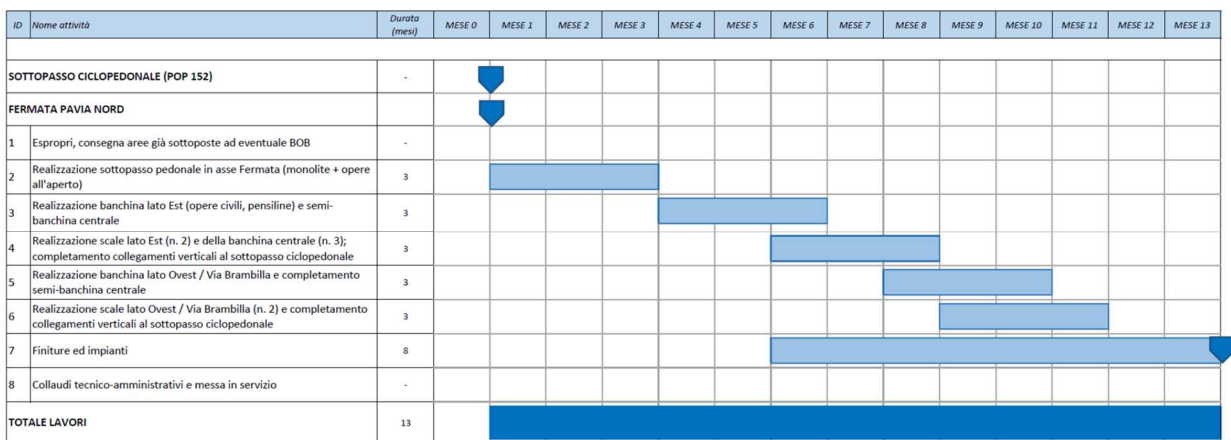 ID Nome attività Durata (mesi) MESE 0 MESE 1 MESE 2 MESE 3 MESE 4 MESE 5 MESE 6 MESE 7 MESE 8 MESE 9 MESE 10 MESE 11 MESE 12 MESE 13
SOTTOPASSO CICLOPEDONALE (POP 152) -
FERMATA PAVIA NORD
1 Espropri, consegna aree già sottoposte ad eventuale BOB -
2 Realizzazione sottopasso pedonale in asse Fermata (monolite + opere
all'aperto) 3
3 Realizzazione banchina lato Est (opere civili, pensiline) e semi-
banchina centrale 3
4 Realizzazione scale lato Est (n. 2) e della banchina centrale (n. 3);
completamento collegamenti verticali al sottopasso ciclopedonale 3
5 Realizzazione banchina lato Ovest / Via Brambilla e completamento
semi-banchina centrale 3
6 Realizzazione scale lato Ovest / Via Brambilla (n. 2) e completamento
collegamenti verticali al sottopasso ciclopedonale 3
7 Finiture ed impianti 8
8 Collaudi tecnico-amministrativi e messa in servizio -
TOTALE LAVORI 13